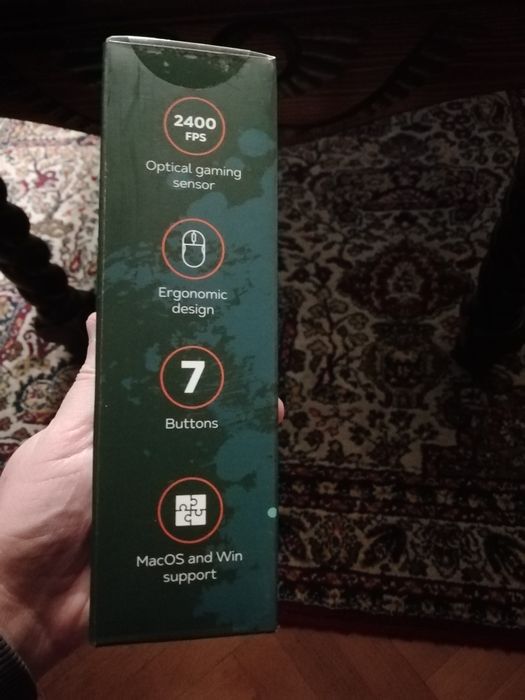 2400
FPS
Optical gaming
sensor
Ergonomic
design
7
Buttons
MacOS and Win
support